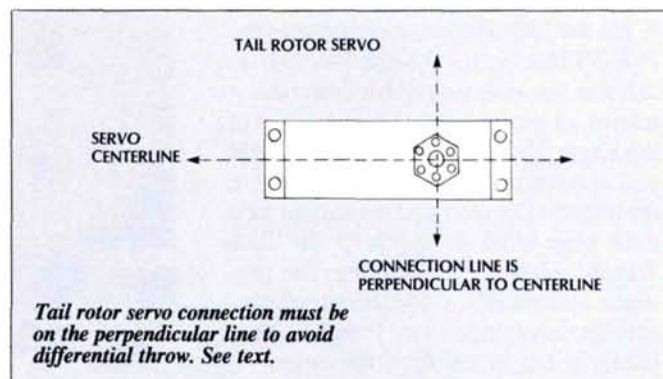 TAIL ROTOR SERVO
SERVO
CENTERLINE
CONNECTION LINE IS
PERPENDICULAR TO CENTERLINE
Tail rotor servo connection must be
on the perpendicular line to avoid
differential throw. See text.